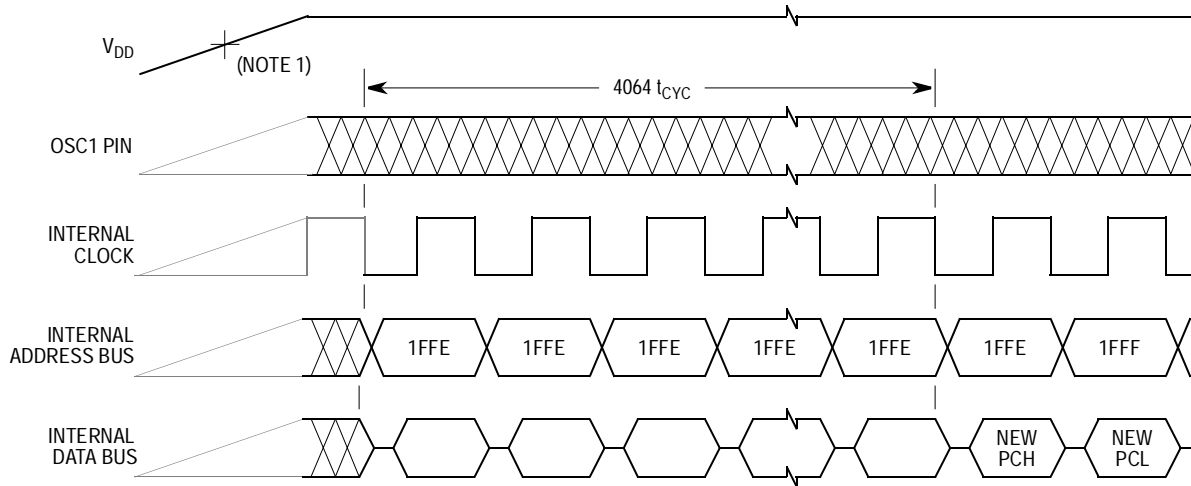 V_DD
(NOTE 1)
4064 t_CYC
OSC1 PIN
INTERNAL
CLOCK
INTERNAL
ADDRESS BUS
1FFE
1FFE
1FFE
1FFE
1FFE
1FFE
1FFF
INTERNAL
DATA BUS
NEW
PCH
NEW
PCL